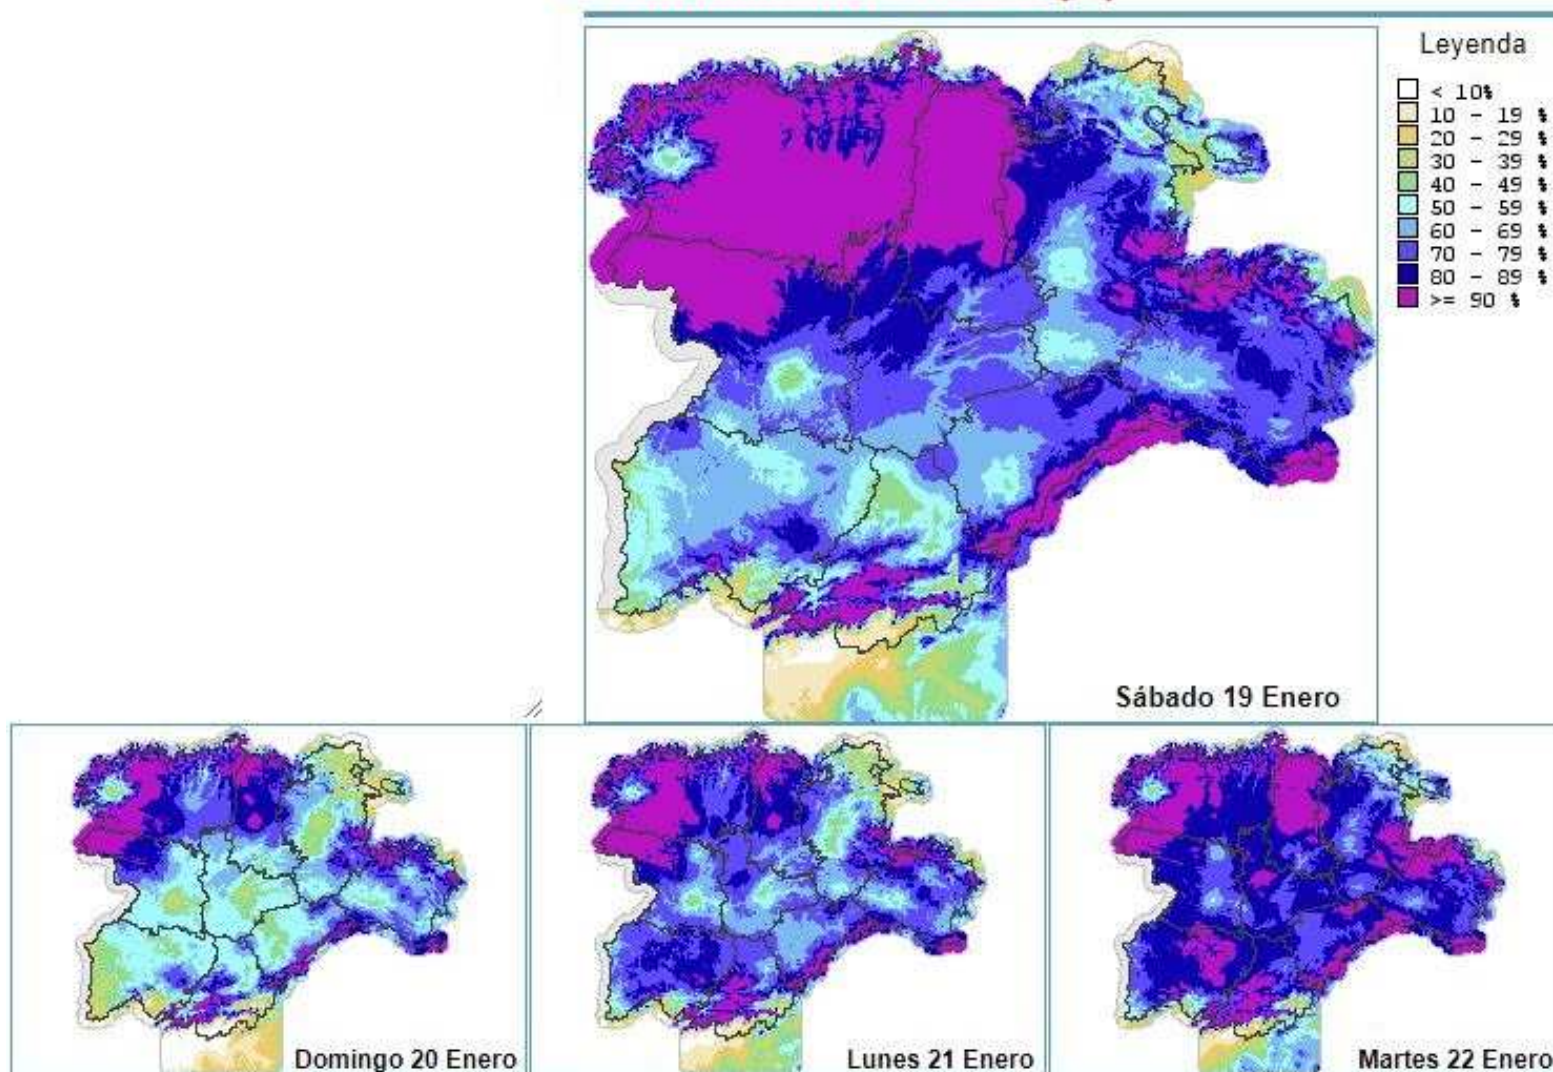 Leyenda
< 10%
10 - 19 %
20 - 29 %
30 - 39 %
40 - 49 %
50 - 59 %
60 - 69 %
70 - 79 %
80 - 89 %
>= 90 %
Sábado 19 Enero
Domingo 20 Enero
Lunes 21 Enero
Martes 22 Enero